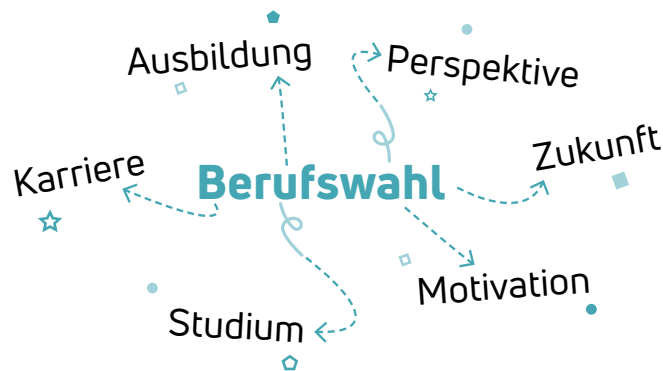 Ausbildung
Perspektive
Zukunft
Karriere
Berufswahl
Motivation
Studium